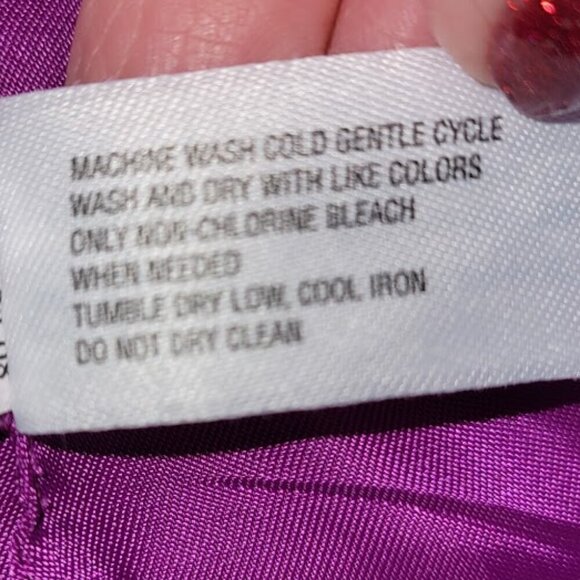 MACHINE WASH COLD GENTLE CYCLE
WASH AND DRY WITH LIKE COLORS
ONLY NON-CHLORINE BLEACH
WHEN NEEDED
TUMBLE DRY LOW, COOL IRON
DO NOT DRY CLEAN